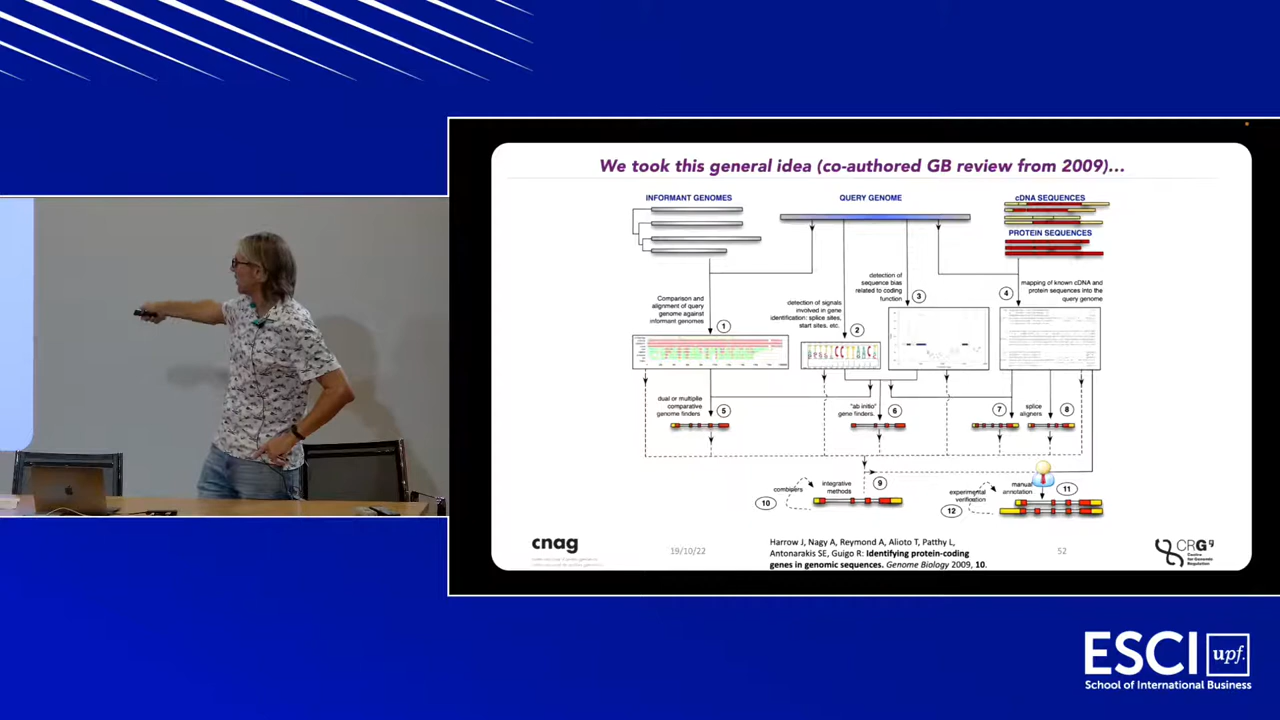 We took this general idea (co-authored GB review from 2009)…
INFORMANT GENOMES
QUERY GENOME
cDNA SEQUENCES
PROTEIN SEQUENCES
Comparison and
alignment of query
genome against
informant genomes
1
detection of signals
involved in gene
identification: splice sites,
start sites, etc.
2
detection of
sequence bias
related to coding
function
3
4
mapping of known cDNA and
protein sequences into the
query genome
dual or multiple
comparative
genome finders
5
"ab initio"
gene finders.
6
7
splice
aligners
8
combiners
10
integrative
methods
9
experimental
verification
12
manual
annotation
11
cnag
19/10/22
Harrow J, Nagy A, Reymond A, Alioto T, Patthy L,
Antonarakis SE, Guigo R: Identifying protein-coding
genes in genomic sequences. Genome Biology 2009, 10.
52
CRG
Centre
for Genomic
Regulation
ESCI upf.
School of International Business